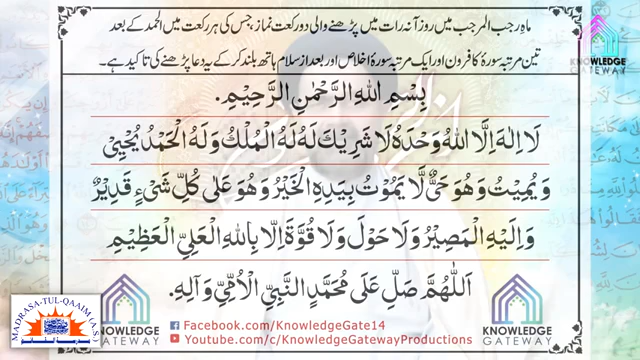 ماہِ رجب المرجب میں روزآنہ رات میں پڑھنے والی دو رکعت نماز، جس کی ہر رکعت میں الحمد کے بعد
تین مرتبہ سورۂ کافرون اور ایک مرتبہ سورۂ اخلاص اور بعد از سلام ہاتھ بلند کر کے یہ دعا پڑھنے کی تاکید ہے۔
KNOWLEDGE
GATEWAY
بِسْمِ اللهِ الرَّحْمٰنِ الرَّحِيْمِ.
لَا اِلٰهَ اِلَّا اللهُ وَحْدَهُ لَا شَرِيْكَ لَهُ لَهُ الْمُلْكُ وَلَهُ الْحَمْدُ يُحْيِيْ
وَيُمِيْتُ وَهُوَ حَيٌّ لَّا يَمُوْتُ بِيَدِهِ الْخَيْرُ وَهُوَ عَلٰى كُلِّ شَيْءٍ قَدِيْرٌ
وَاِلَيْهِ الْمَصِيْرُ وَلَا حَوْلَ وَلَا قُوَّةَ اِلَّا بِاللهِ الْعَلِيِّ الْعَظِيْمِ
اَللّٰهُمَّ صَلِّ عَلٰى مُحَمَّدٍ النَّبِيِّ الْاُمِّيِّ وَآلِهِ.
MADRASA-TUL-QAAIM (A.S.)
KNOWLEDGE
GATEWAY
Facebook.com/KnowledgeGate14
Youtube.com/c/KnowledgeGatewayProductions
KNOWLEDGE
GATEWAY